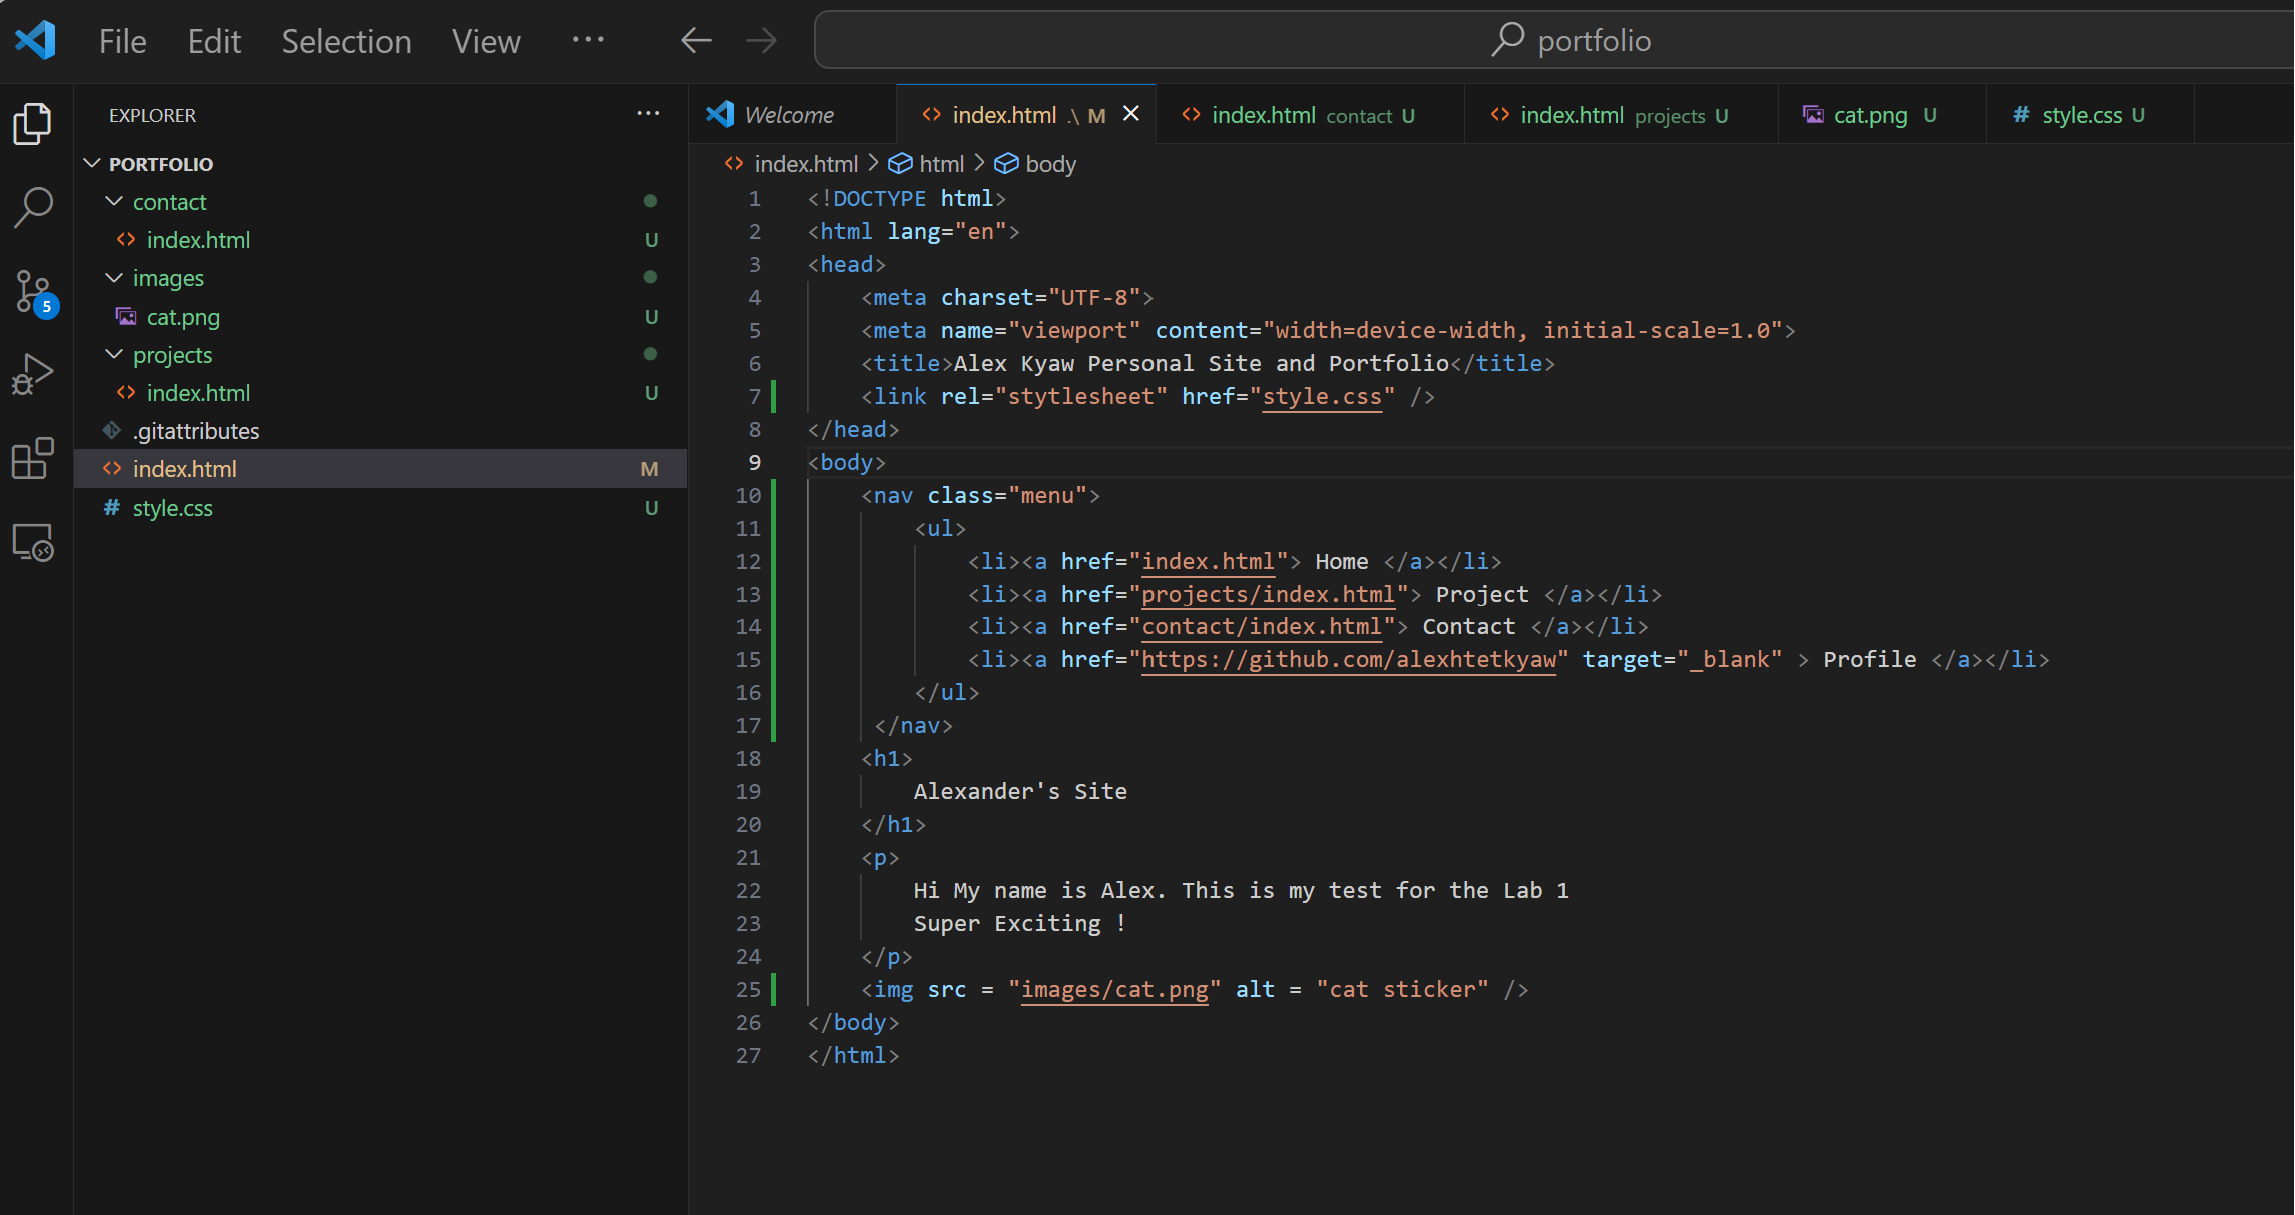 File Edit Selection View ··· portfolio
EXPLORER ···
PORTFOLIO
contact
index.html U
images
cat.png U
projects
index.html U
.gitattributes
index.html M
style.css U
5
Welcome index.html .\ M index.html contact U index.html projects U cat.png U # style.css U
index.html > html > body
1 <!DOCTYPE html>
2 <html lang="en">
3 <head>
4 <meta charset="UTF-8">
5 <meta name="viewport" content="width=device-width, initial-scale=1.0">
6 <title>Alex Kyaw Personal Site and Portfolio</title>
7 <link rel="stytlesheet" href="style.css" />
8 </head>
9 <body>
10 <nav class="menu">
11 <ul>
12 <li><a href="index.html"> Home </a></li>
13 <li><a href="projects/index.html"> Project </a></li>
14 <li><a href="contact/index.html"> Contact </a></li>
15 <li><a href="https://github.com/alexhtetkyaw" target="_blank" > Profile </a></li>
16 </ul>
17 </nav>
18 <h1>
19 Alexander's Site
20 </h1>
21 <p>
22 Hi My name is Alex. This is my test for the Lab 1
23 Super Exciting !
24 </p>
25 <img src = "images/cat.png" alt = "cat sticker" />
26 </body>
27 </html>